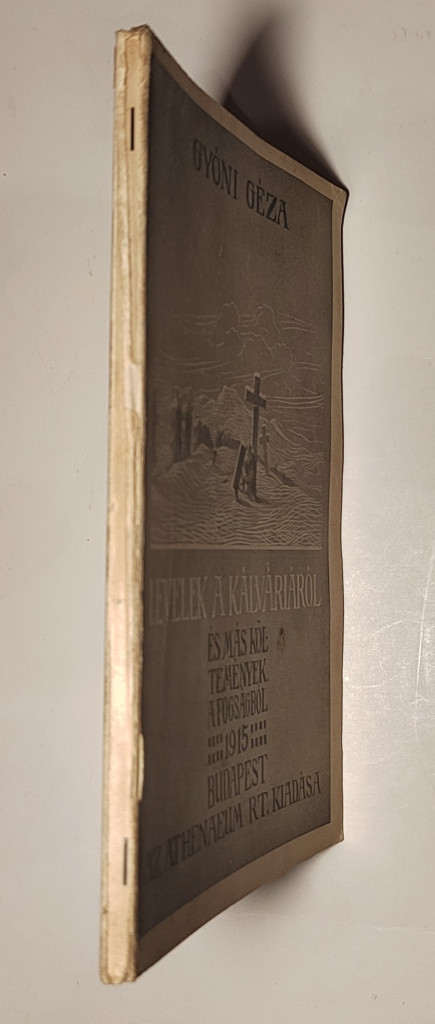 GYÓNI GÉZA
LEVELEK A KÁLVÁRIÁRÓL
ÉS MÁS KÖL-
TEMÉNYEK
A FOGSÁGBÓL
1915
BUDAPEST
AZ ATHENAEUM R.T. KIADÁSA